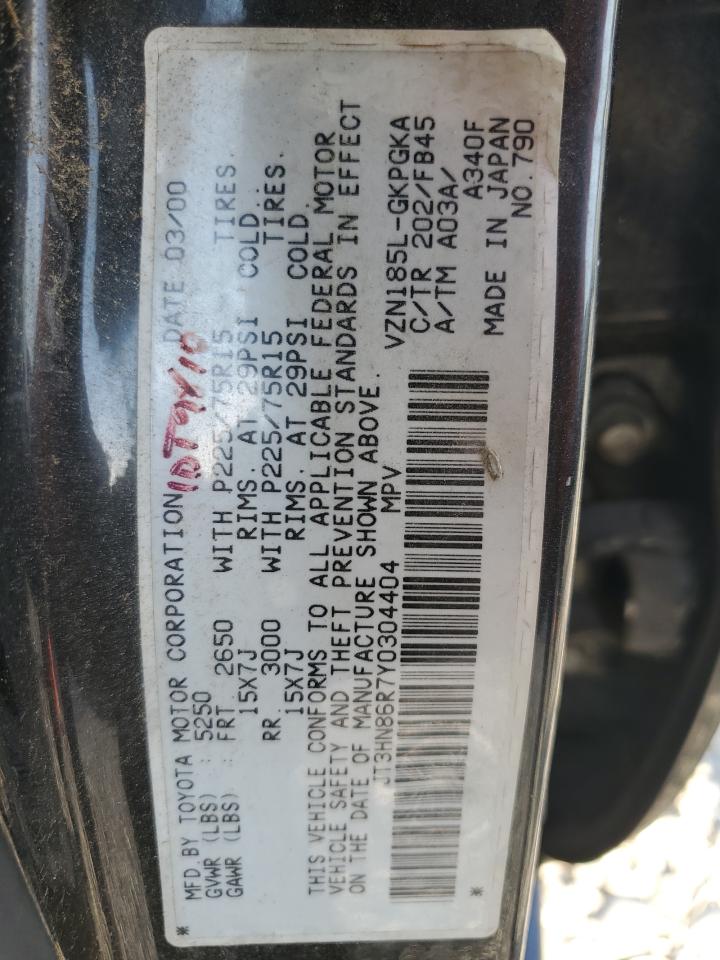 * MFD.BY TOYOTA MOTOR CORPORATION DATE 03/00
GVWR (LBS) : 5250
GAWR (LBS) : FRT. 2650 WITH P225/75R15 TIRES.
15X7J RIMS. AT 29PSI COLD.
RR. 3000 WITH P225/75R15 TIRES.
15X7J RIMS. AT 29PSI COLD.
THIS VEHICLE CONFORMS TO ALL APPLICABLE FEDERAL MOTOR
VEHICLE SAFETY AND THEFT PREVENTION STANDARDS IN EFFECT
ON THE DATE OF MANUFACTURE SHOWN ABOVE.
JT3HN86R7Y0304404 MPV
VZN185L-GKPGKA
C/TR 202/FB45
A/TM A03A/
A340F
* MADE IN JAPAN
NO.790